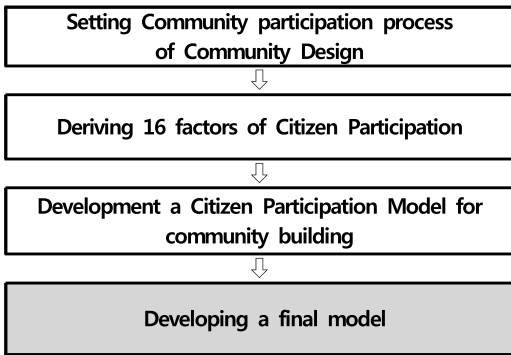 Setting Community participation process
of Community Design
Deriving 16 factors of Citizen Participation
Development a Citizen Participation Model for
community building
Developing a final model